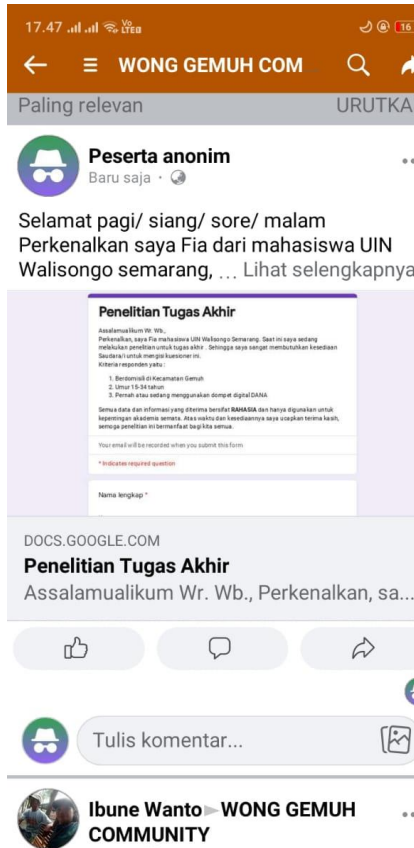 17.47
VoLTE
16
WONG GEMUH COM
Paling relevan
URUTKA
Peserta anonim
Baru saja ·
Selamat pagi/ siang/ sore/ malam
Perkenalkan saya Fia dari mahasiswa UIN
Walisongo semarang, ... Lihat selengkapnya
Penelitian Tugas Akhir
Assalamualikum Wr. Wb.,
Perkenalkan, saya Fia mahasiswa UIN Walisongo Semarang. Saat ini saya sedang
melakukan penelitian untuk tugas akhir . Sehingga saya sangat membutuhkan kesediaan
Saudara/i untuk mengisi kuesioner ini.
Kriteria responden yaitu :
1. Berdomisili di Kecamatan Gemuh
2. Umur 15-34 tahun
3. Pernah atau sedang menggunakan dompet digital DANA
Semua data dan informasi yang diterima bersifat RAHASIA dan hanya digunakan untuk
kepentingan akademis semata. Atas waktu dan kesediaannya saya ucapkan terima kasih,
semoga penelitian ini bermanfaat bagi kita semua.
Your email will be recorded when you submit this form
* Indicates required question
Nama lengkap *
DOCS.GOOGLE.COM
Penelitian Tugas Akhir
Assalamualikum Wr. Wb., Perkenalkan, sa...
Tulis komentar...
Ibune Wanto ► WONG GEMUH
COMMUNITY